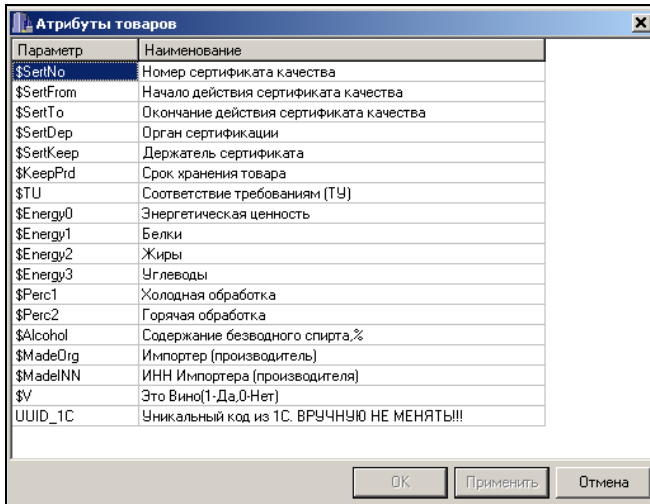 Атрибуты товаров
Параметр Наименование
$SertNo Номер сертификата качества
$SertFrom Начало действия сертификата качества
$SertTo Окончание действия сертификата качества
$SertDep Орган сертификации
$SertKeep Держатель сертификата
$KeepPrd Срок хранения товара
$TU Соответствие требованиям (ТУ)
$Energy0 Энергетическая ценность
$Energy1 Белки
$Energy2 Жиры
$Energy3 Углеводы
$Perc1 Холодная обработка
$Perc2 Горячая обработка
$Alcohol Содержание безводного спирта,%
$MadeOrg Импортер (производитель)
$MadeINN ИНН Импортера (производителя)
$V Это Вино(1-Да,0-Нет)
UUID_1C Уникальный код из 1С. ВРУЧНУЮ НЕ МЕНЯТЬ!!!
OK Применить Отмена